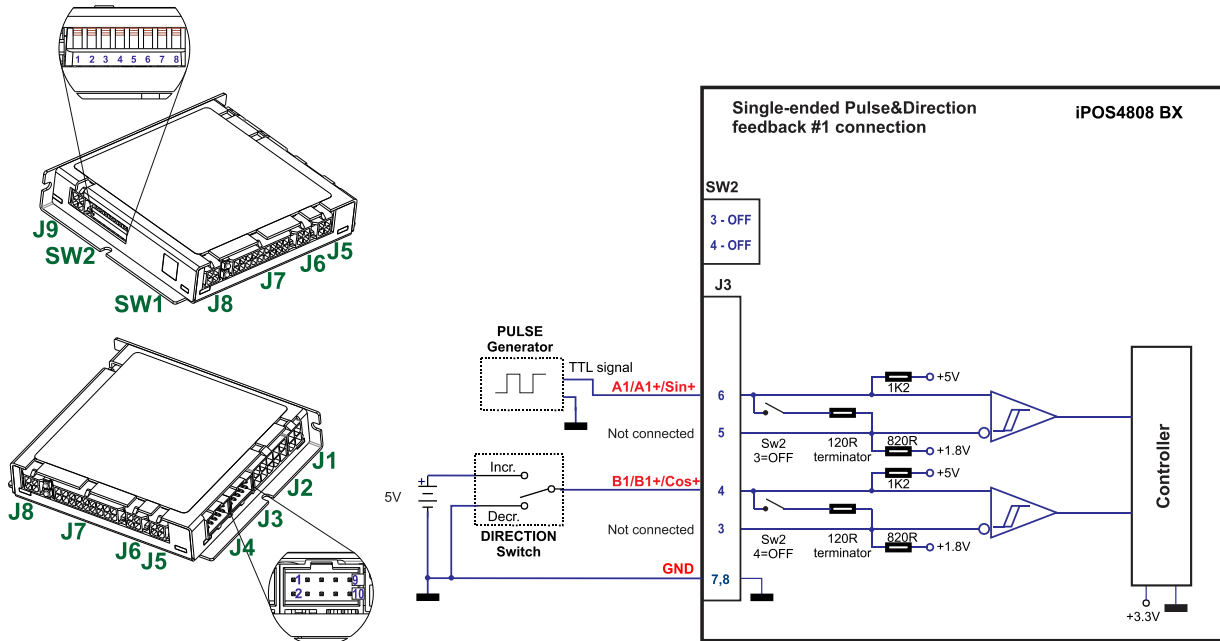 1 2 3 4 5 6 7 8
J9
SW2
SW1
J8
J7
J6
J5
J8
J7
J6
J5
J4
J3
J2
J1
1
9
2
10
Single-ended Pulse&Direction
feedback #1 connection
iPOS4808 BX
SW2
3 - OFF
4 - OFF
J3
PULSE
Generator
TTL signal
A1/A1+/Sin+
6
1K2
+5V
Not connected
5
Sw2
3=OFF
120R
terminator
820R
+1.8V
5V
+
Incr.
Decr.
DIRECTION
Switch
B1/B1+/Cos+
4
1K2
+5V
Not connected
3
Sw2
4=OFF
120R
terminator
820R
+1.8V
GND
7,8
Controller
+3.3V